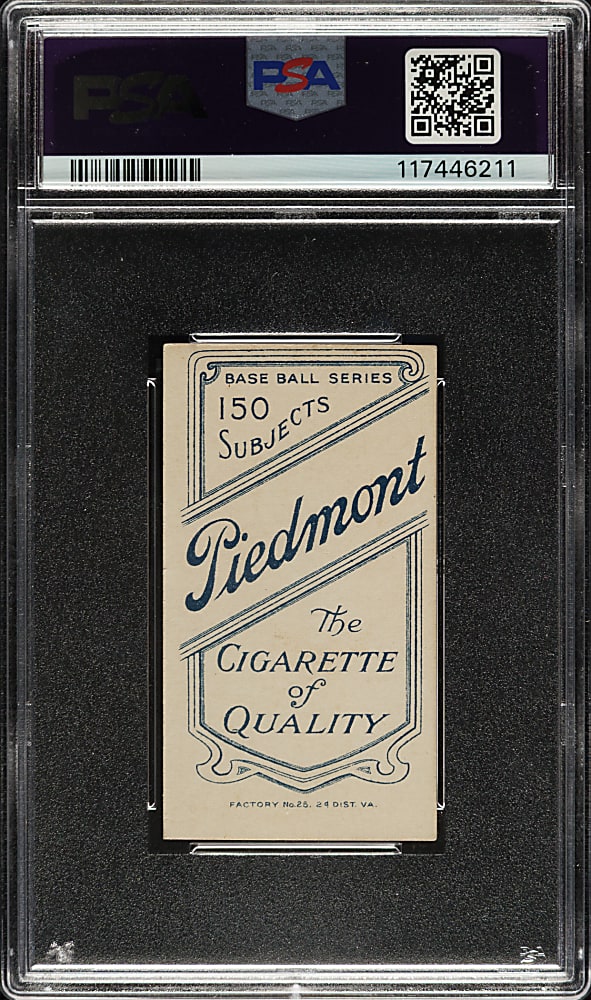 PSA
PSA
117446211
BASE BALL SERIES
150
SUBJECTS
Piedmont
The
CIGARETTE
of
QUALITY
FACTORY No.25. 2d DIST. VA.